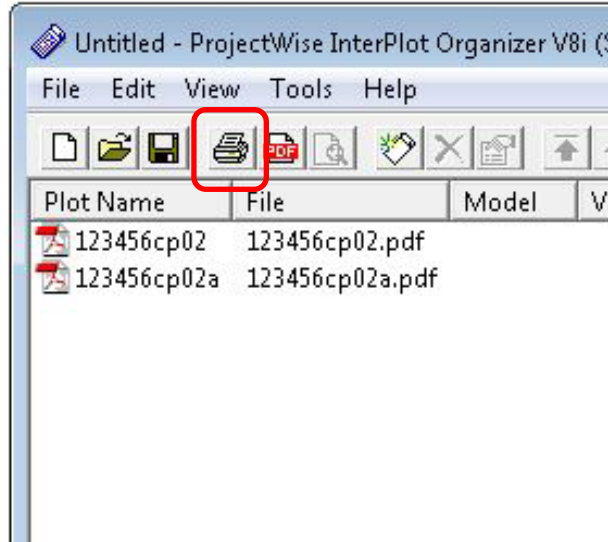 Untitled - ProjectWise InterPlot Organizer V8i (
File Edit View Tools Help
PDF
Plot Name File Model V
123456cp02 123456cp02.pdf
123456cp02a 123456cp02a.pdf